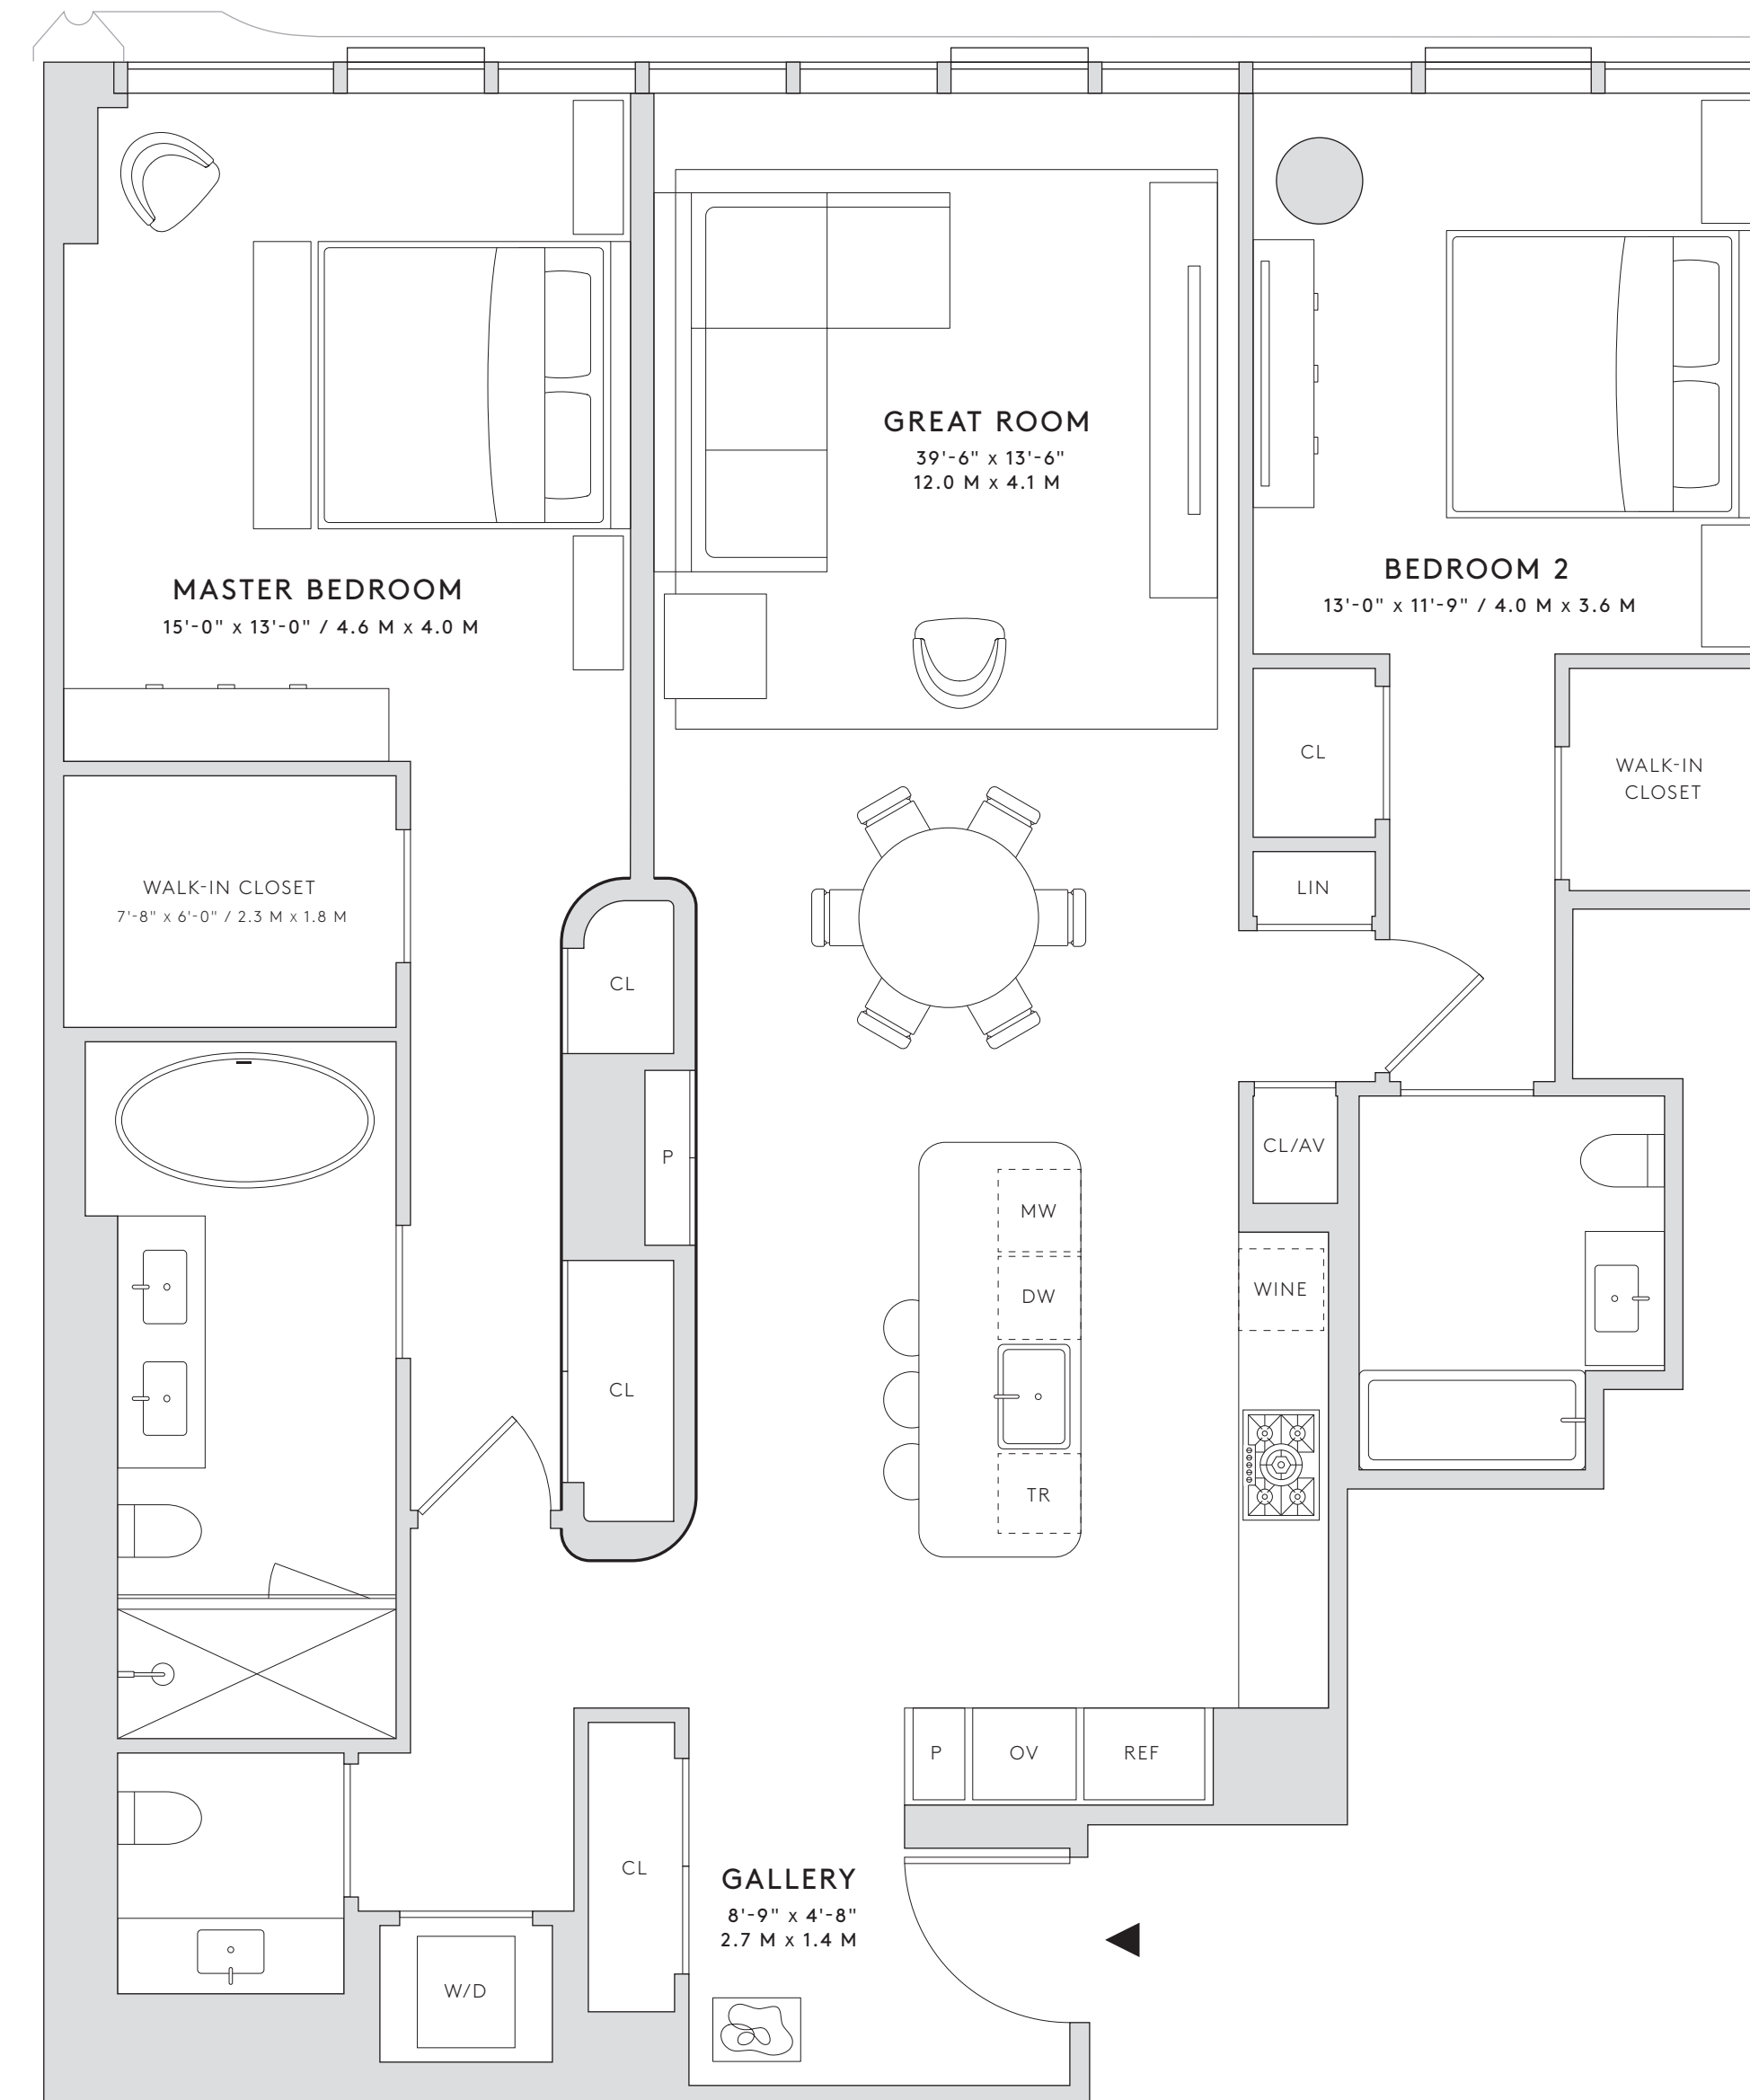 GREAT ROOM
39'-6" x 13'-6"
12.0 M x 4.1 M
MASTER BEDROOM
15'-0" x 13'-0" / 4.6 M x 4.0 M
BEDROOM 2
13'-0" x 11'-9" / 4.0 M x 3.6 M
CL
WALK-IN
CLOSET
WALK-IN CLOSET
7'-8" x 6'-0" / 2.3 M x 1.8 M
LIN
CL
P
CL/AV
MW
DW
WINE
CL
TR
P
OV
REF
CL
GALLERY
8'-9" x 4'-8"
2.7 M x 1.4 M
W/D